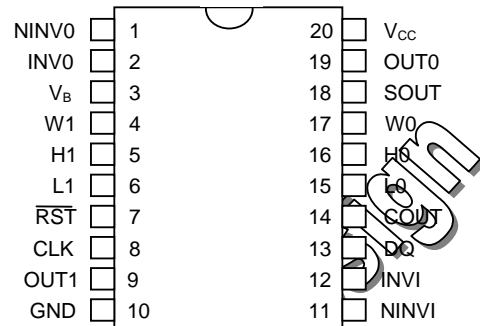 NINV0 1 20 VCC
INV0 2 19 OUT0
VB 3 18 SOUT
W1 4 17 W0
H1 5 16 H0
L1 6 15 L0
RST 7 14 COUT
CLK 8 13 DQ
OUT1 9 12 INVI
GND 10 11 NINVI